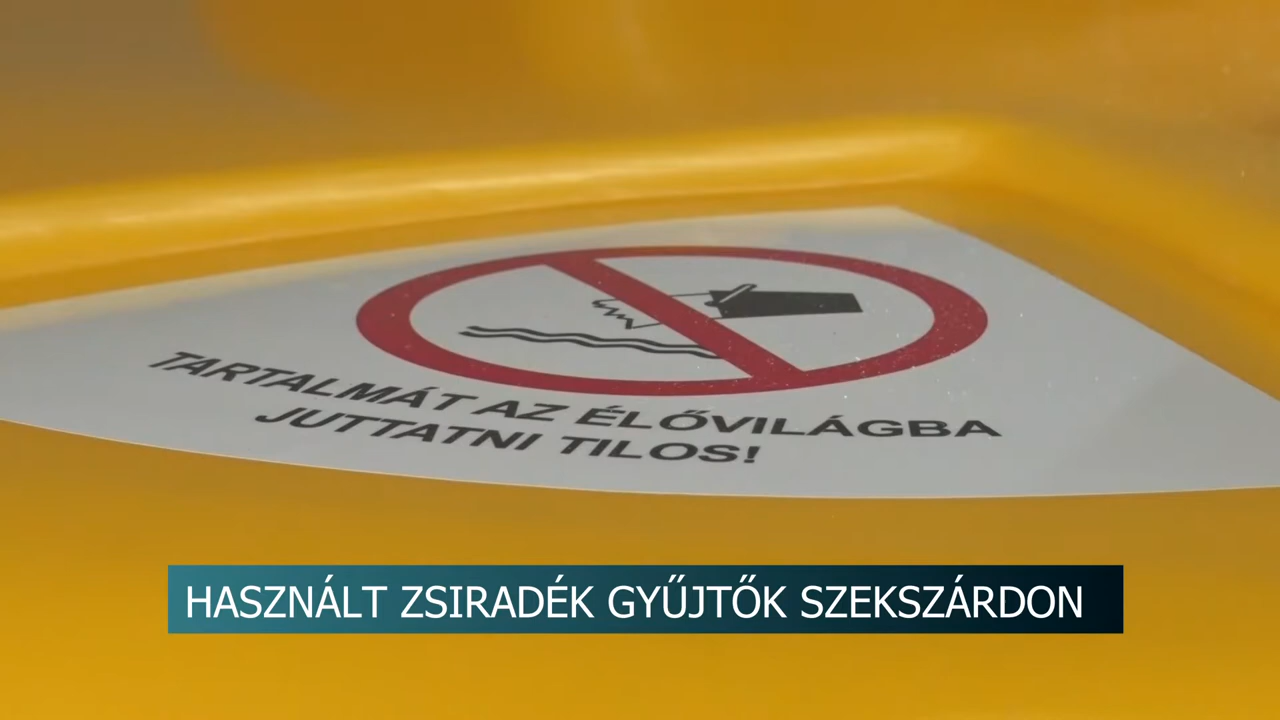 TARTALMÁT AZ ÉLŐVILÁGBA
JUTTATNI TILOS!
HASZNÁLT ZSIRADÉK GYŰJTŐK SZEKSZÁRDON